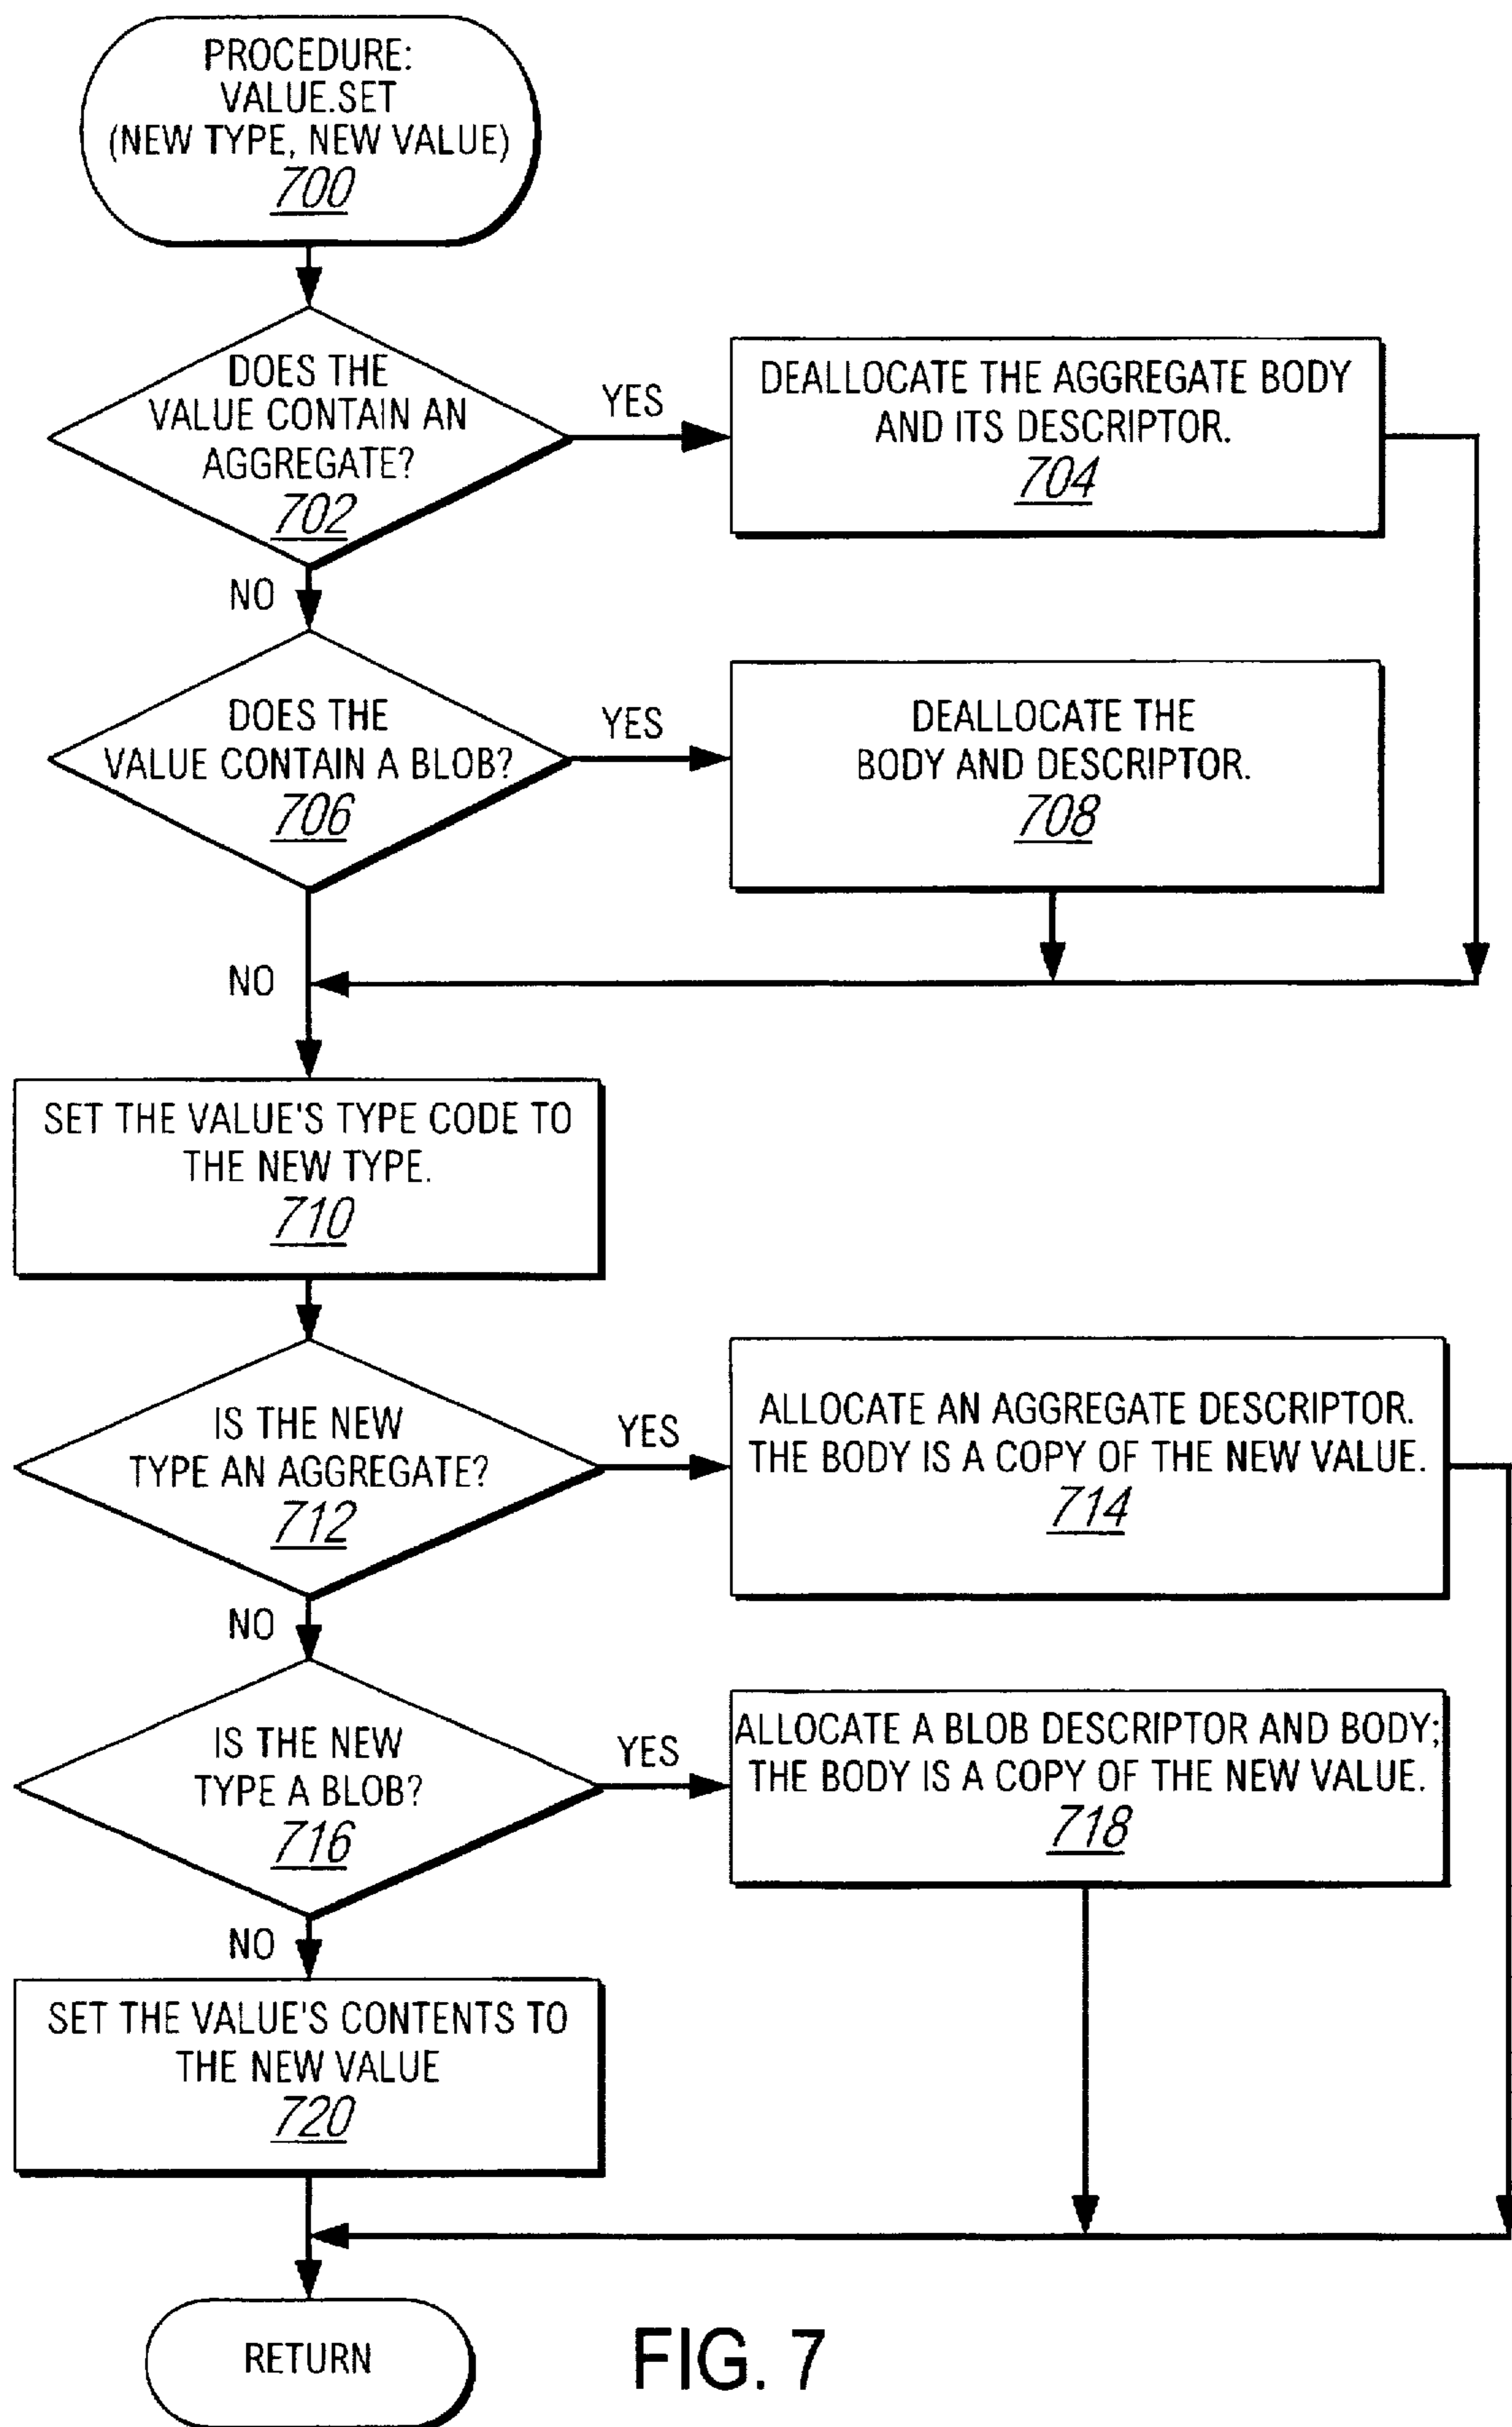 PROCEDURE:
VALUE.SET
(NEW TYPE, NEW VALUE)
700
DOES THE
VALUE CONTAIN AN
AGGREGATE?
702
YES
DEALLOCATE THE AGGREGATE BODY
AND ITS DESCRIPTOR.
704
NO
DOES THE
VALUE CONTAIN A BLOB?
706
YES
DEALLOCATE THE
BODY AND DESCRIPTOR.
708
NO
SET THE VALUE'S TYPE CODE TO
THE NEW TYPE.
710
IS THE NEW
TYPE AN AGGREGATE?
712
YES
ALLOCATE AN AGGREGATE DESCRIPTOR.
THE BODY IS A COPY OF THE NEW VALUE.
714
NO
IS THE NEW
TYPE A BLOB?
716
YES
ALLOCATE A BLOB DESCRIPTOR AND BODY;
THE BODY IS A COPY OF THE NEW VALUE.
718
NO
SET THE VALUE'S CONTENTS TO
THE NEW VALUE
720
RETURN
FIG. 7